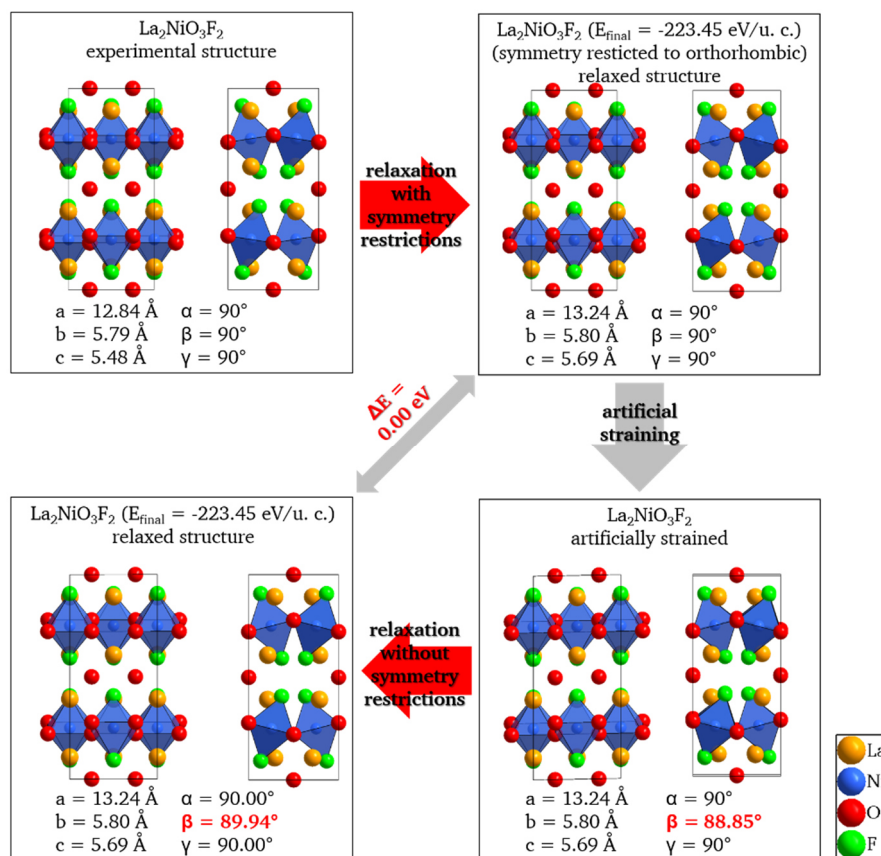 La₂NiO₃F₂
experimental structure
a = 12.84 Å α = 90°
b = 5.79 Å β = 90°
c = 5.48 Å γ = 90°
relaxation
with
symmetry
restrictions
La₂NiO₃F₂ (E_final = -223.45 eV/u. c.)
(symmetry resticted to orthorhombic)
relaxed structure
a = 13.24 Å α = 90°
b = 5.80 Å β = 90°
c = 5.69 Å γ = 90°
ΔE =
0.00 eV
artificial
straining
La₂NiO₃F₂ (E_final = -223.45 eV/u. c.)
relaxed structure
a = 13.24 Å α = 90.00°
b = 5.80 Å β = 89.94°
c = 5.69 Å γ = 90.00°
relaxation
without
symmetry
restrictions
La₂NiO₃F₂
artificially strained
a = 13.24 Å α = 90°
b = 5.80 Å β = 88.85°
c = 5.69 Å γ = 90°
La
N
O
F